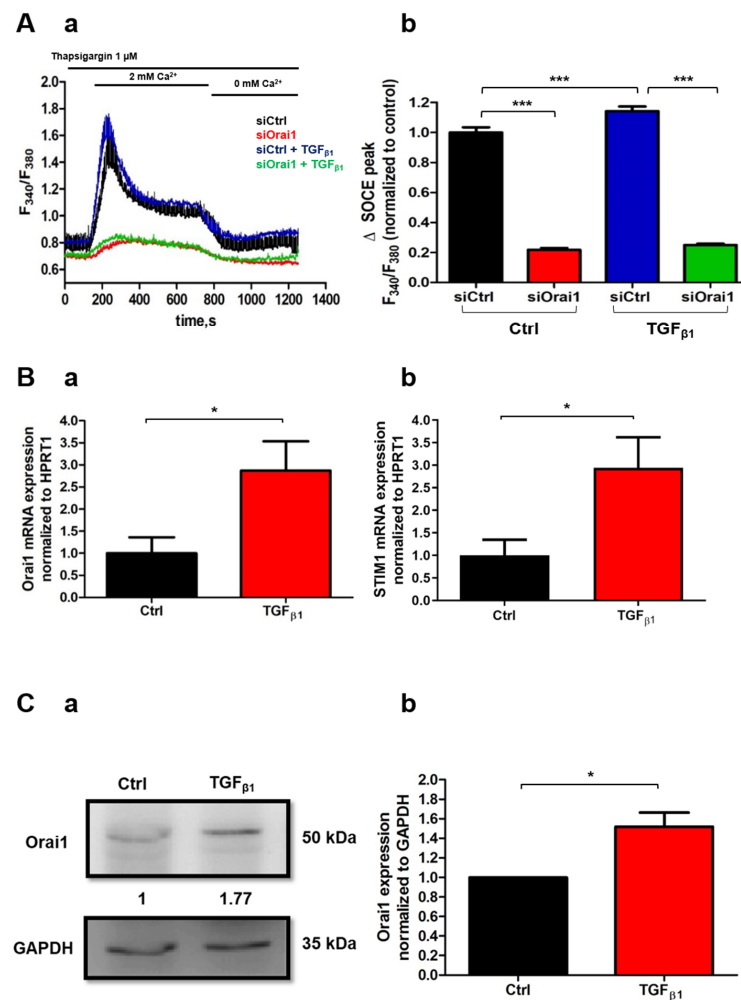 A a
Thapsigargin 1 µM
2 mM Ca²⁺
0 mM Ca²⁺
siCtrl
siOrai1
siCtrl + TGFβ1
siOrai1 + TGFβ1
F340/F380
2.0
1.8
1.6
1.4
1.2
1.0
0.8
0.6
0 200 400 600 800 1000 1200 1400
time,s
b
Δ SOCE peak
F340/F380 (normalized to control)
1.2
1.0
0.8
0.6
0.4
0.2
0.0
***
***
***
siCtrl siOrai1 siCtrl siOrai1
Ctrl TGFβ1
B a
Orai1 mRNA expression
normalized to HPRT1
4.0
3.5
3.0
2.5
2.0
1.5
1.0
0.5
0.0
*
Ctrl TGFβ1
b
STIM1 mRNA expression
normalized to HPRT1
4.0
3.5
3.0
2.5
2.0
1.5
1.0
0.5
0.0
*
Ctrl TGFβ1
C a
Ctrl TGFβ1
Orai1 50 kDa
1 1.77
GAPDH 35 kDa
b
Orai1 expression
normalized to GAPDH
2.0
1.8
1.6
1.4
1.2
1.0
0.8
0.6
0.4
0.2
0.0
*
Ctrl TGFβ1